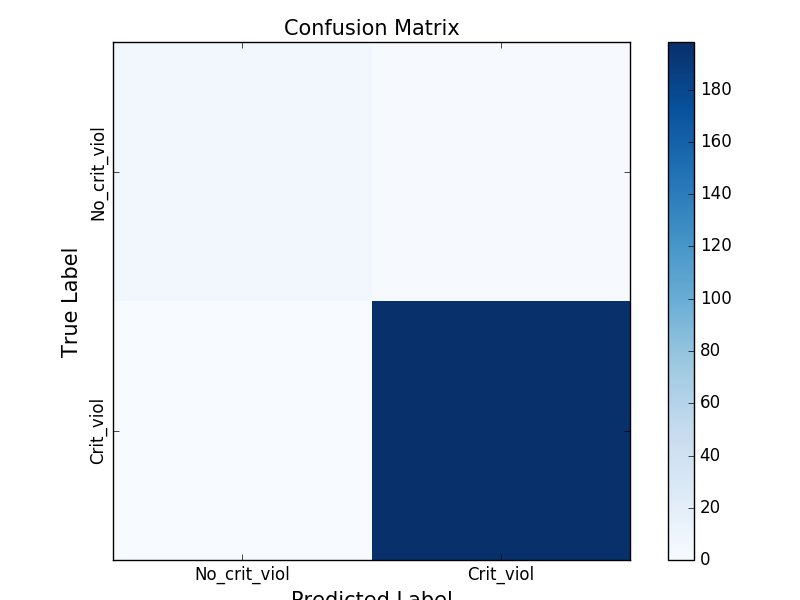 Confusion Matrix
True Label
No_crit_viol
Crit_viol
No_crit_viol
Crit_viol
Predicted Label
180
160
140
120
100
80
60
40
20
0